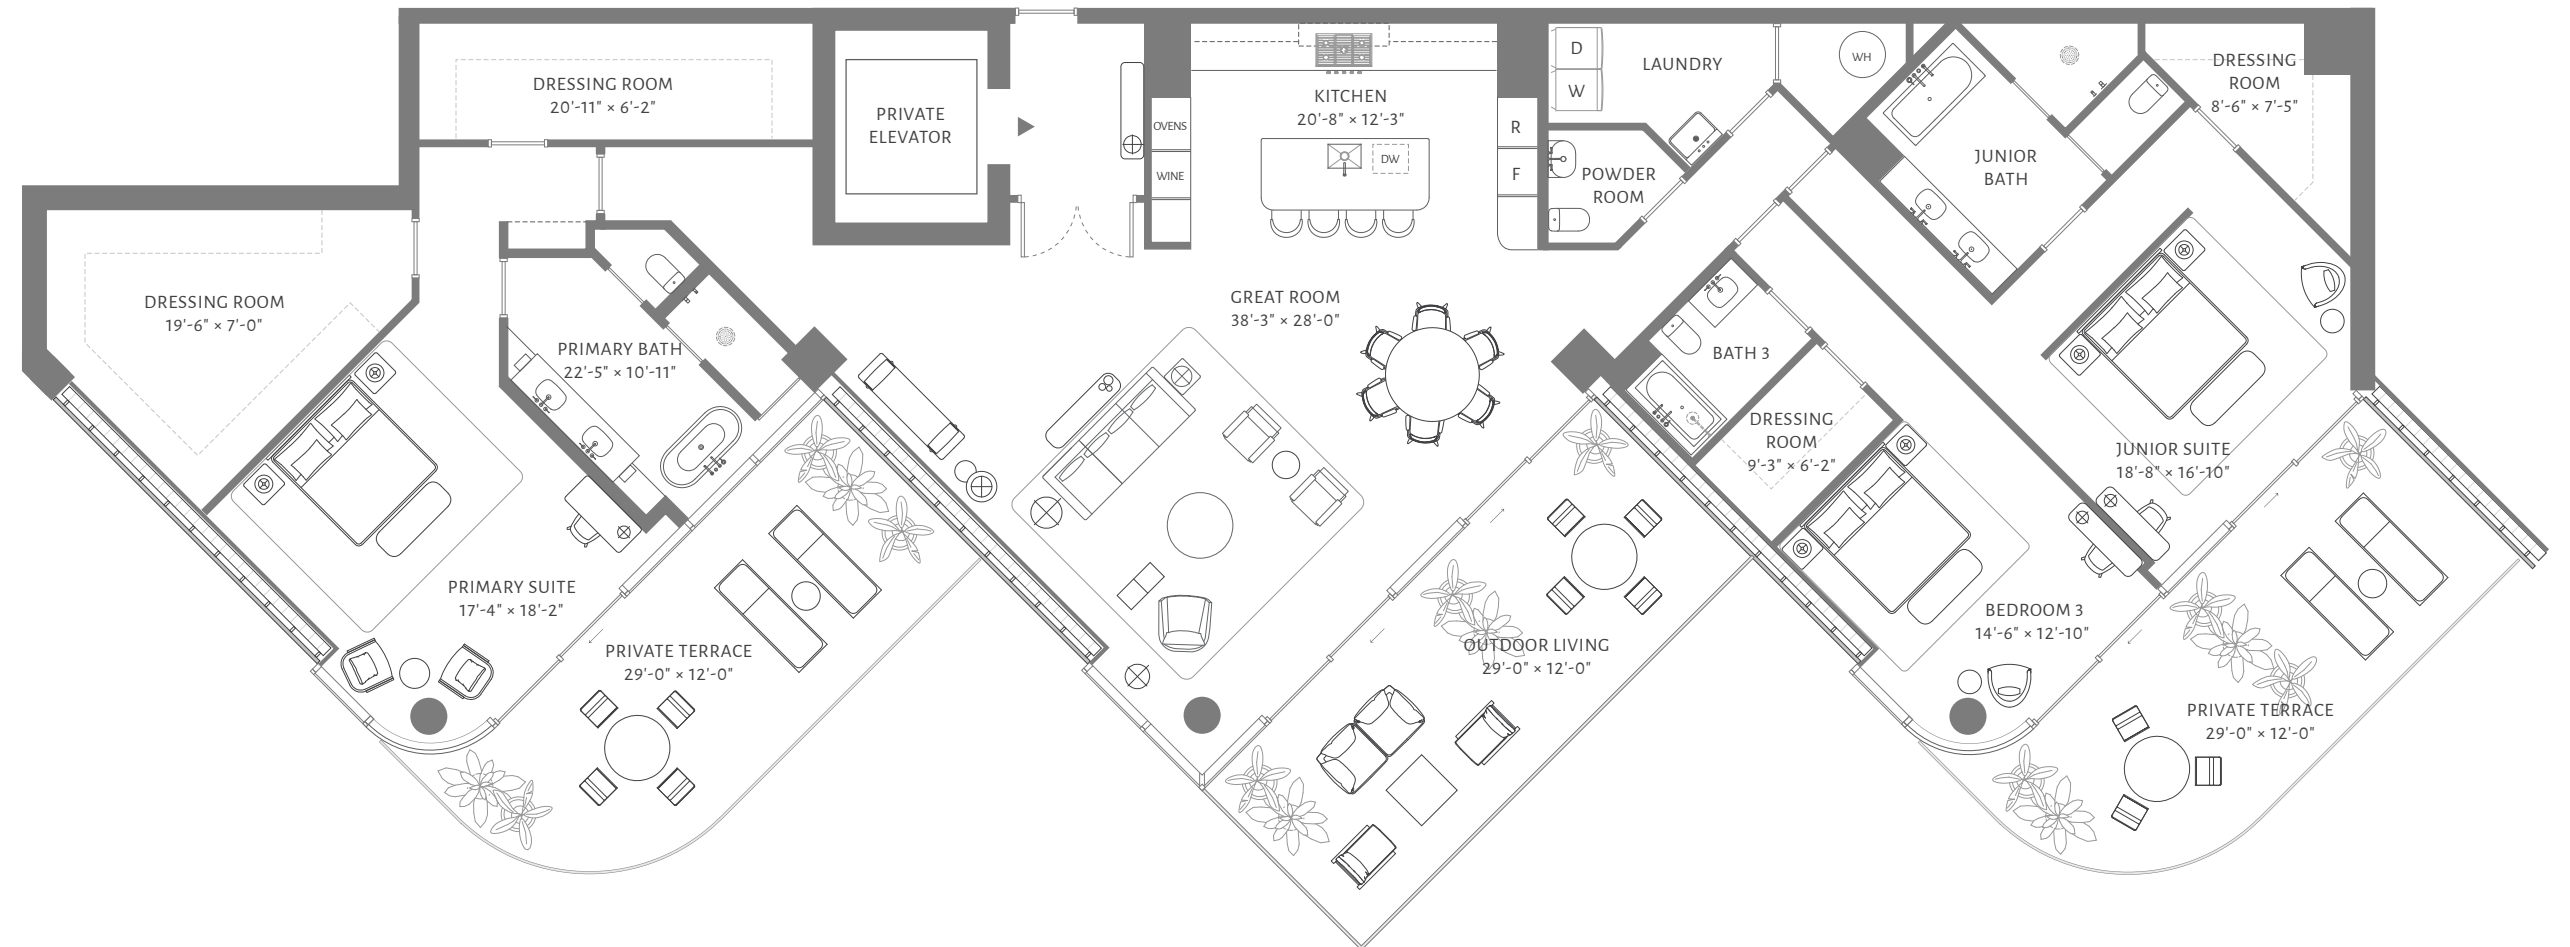 DRESSING ROOM
20'-11" × 6'-2"
PRIVATE
ELEVATOR
OVENS
WINE
KITCHEN
20'-8" × 12'-3"
DW
R
F
D
W
LAUNDRY
WH
POWDER
ROOM
JUNIOR
BATH
DRESSING
ROOM
8'-6" × 7'-5"
DRESSING ROOM
19'-6" × 7'-0"
PRIMARY BATH
22'-5" × 10'-11"
GREAT ROOM
38'-3" × 28'-0"
BATH 3
DRESSING
ROOM
9'-3" × 6'-2"
JUNIOR SUITE
18'-8" × 16'-10"
PRIMARY SUITE
17'-4" × 18'-2"
PRIVATE TERRACE
29'-0" × 12'-0"
OUTDOOR LIVING
29'-0" × 12'-0"
BEDROOM 3
14'-6" × 12'-10"
PRIVATE TERRACE
29'-0" × 12'-0"